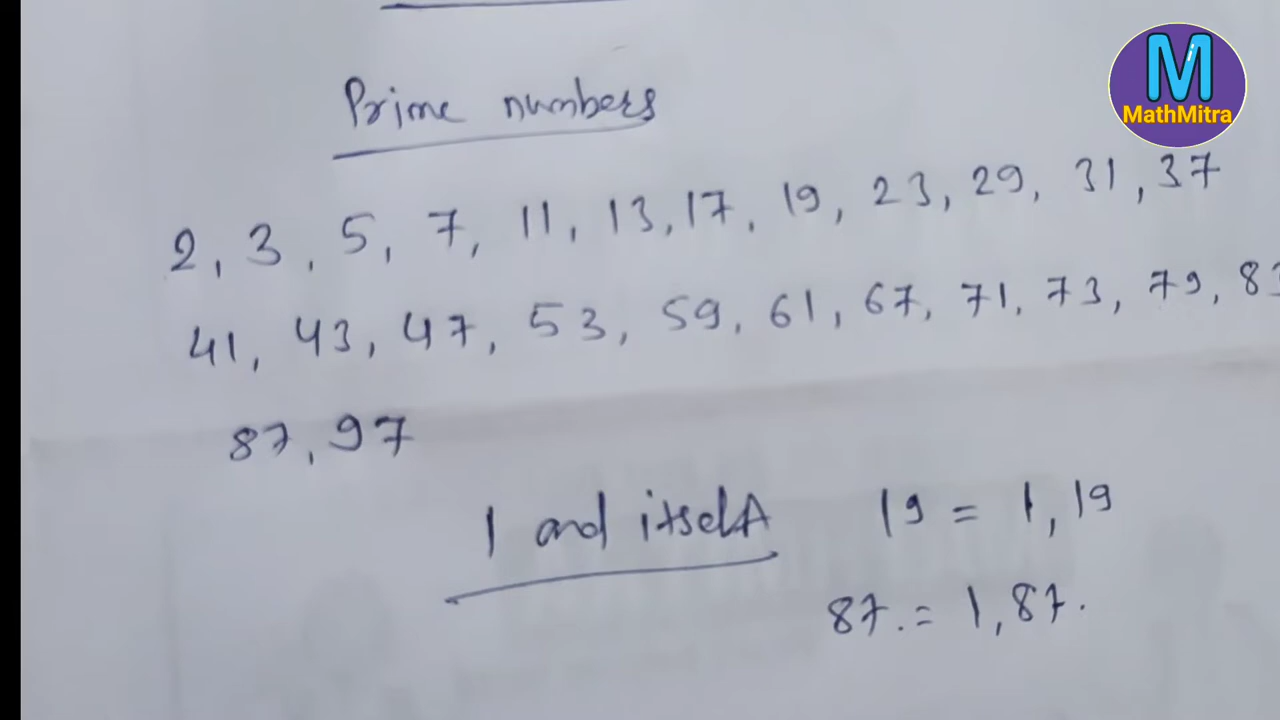 M
MathMitra
Prime numbers
2, 3, 5, 7, 11, 13, 17, 19, 23, 29, 31, 37
41, 43, 47, 53, 59, 61, 67, 71, 73, 79, 83
87, 97
1 and itself 19 = 1, 19
87. = 1, 87.